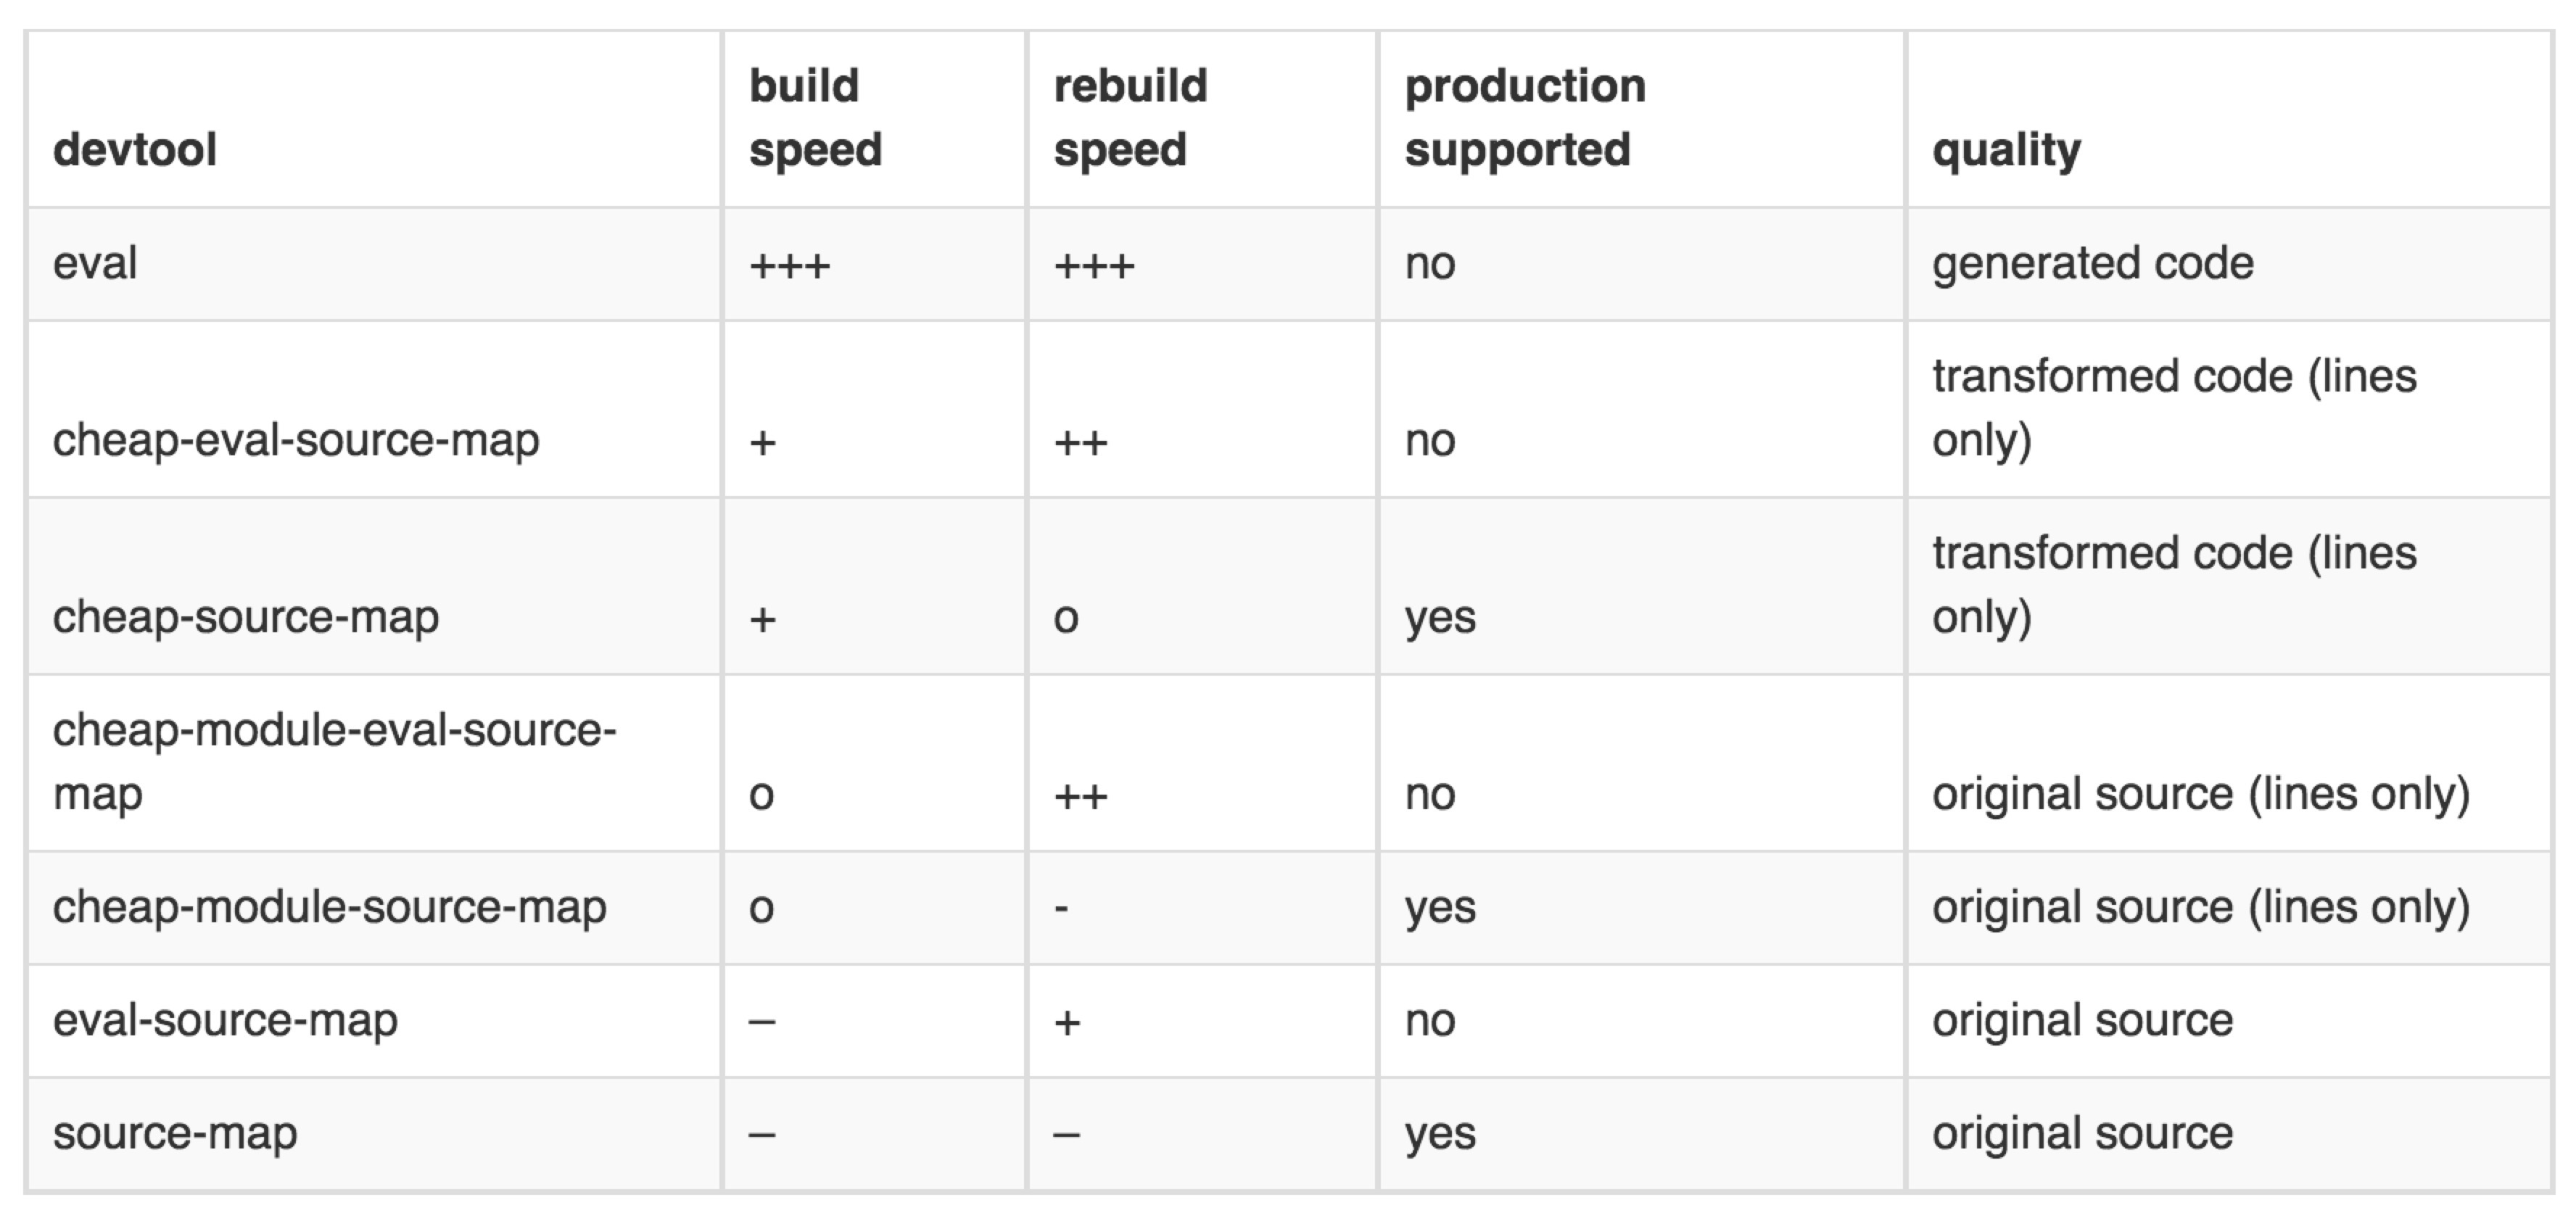 devtool build speed rebuild speed production supported quality
eval +++ +++ no generated code
cheap-eval-source-map + ++ no transformed code (lines only)
cheap-source-map + o yes transformed code (lines only)
cheap-module-eval-source-map o ++ no original source (lines only)
cheap-module-source-map o - yes original source (lines only)
eval-source-map – + no original source
source-map – – yes original source